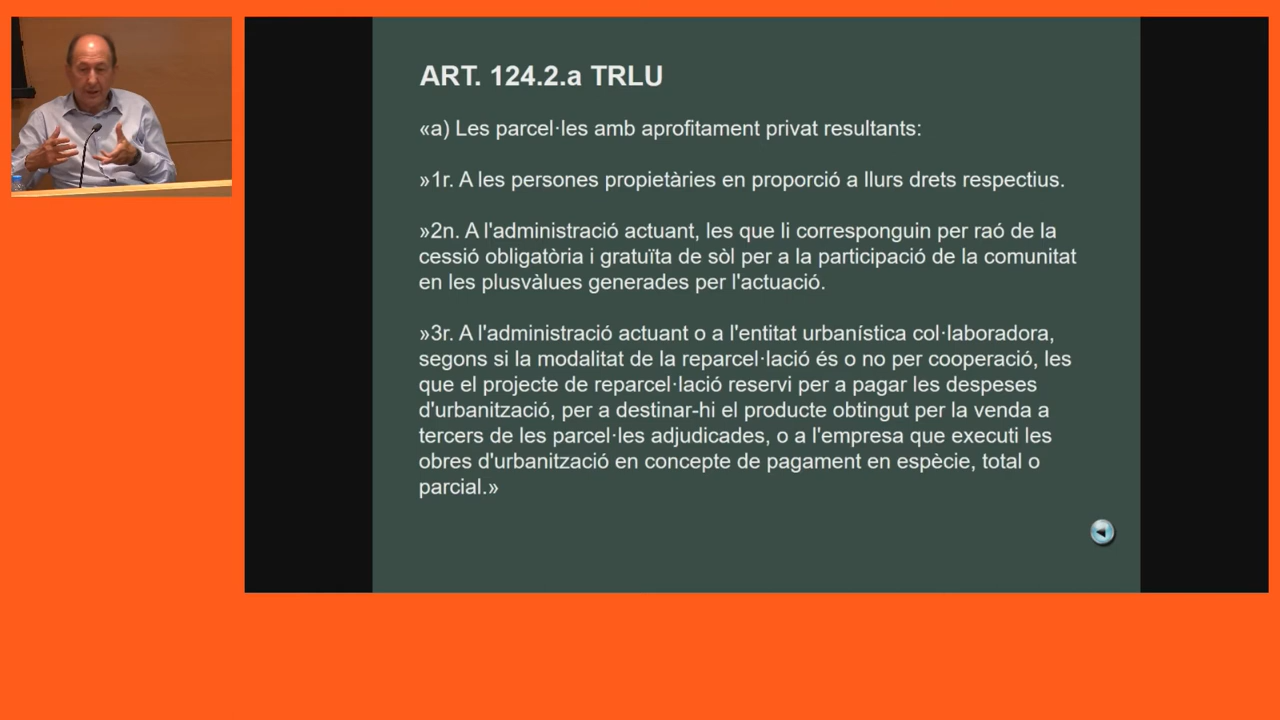 ART. 124.2.a TRLU
«a) Les parcel·les amb aprofitament privat resultants:
»1r. A les persones propietàries en proporció a llurs drets respectius.
»2n. A l'administració actuant, les que li corresponguin per raó de la
cessió obligatòria i gratuïta de sòl per a la participació de la comunitat
en les plusvàlues generades per l'actuació.
»3r. A l'administració actuant o a l'entitat urbanística col·laboradora,
segons si la modalitat de la reparcel·lació és o no per cooperació, les
que el projecte de reparcel·lació reservi per a pagar les despeses
d'urbanització, per a destinar-hi el producte obtingut per la venda a
tercers de les parcel·les adjudicades, o a l'empresa que executi les
obres d'urbanització en concepte de pagament en espècie, total o
parcial.»